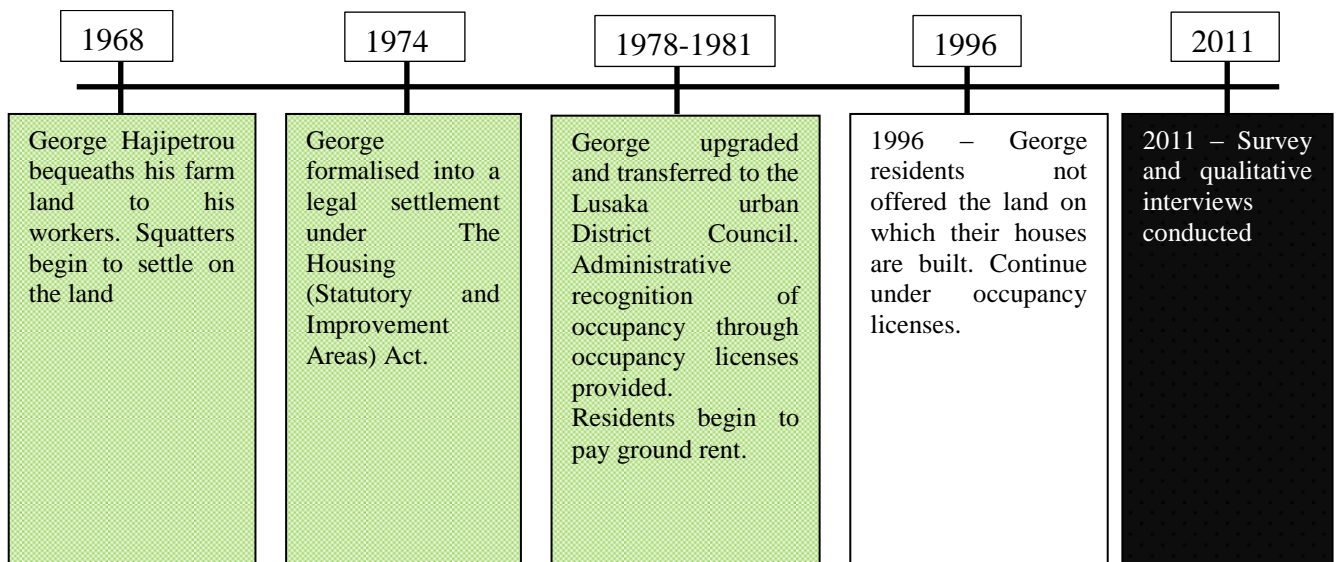 1968
1974
1978-1981
1996
2011
George Hajipetrou
bequeaths his farm
land to his
workers. Squatters
begin to settle on
the land
George
formalised into a
legal settlement
under The
Housing
(Statutory and
Improvement
Areas) Act.
George upgraded
and transferred to the
Lusaka urban
District Council.
Administrative
recognition of
occupancy through
occupancy licenses
provided.
Residents begin to
pay ground rent.
1996 – George
residents not
offered the land on
which their houses
are built. Continue
under occupancy
licenses.
2011 – Survey
and qualitative
interviews
conducted